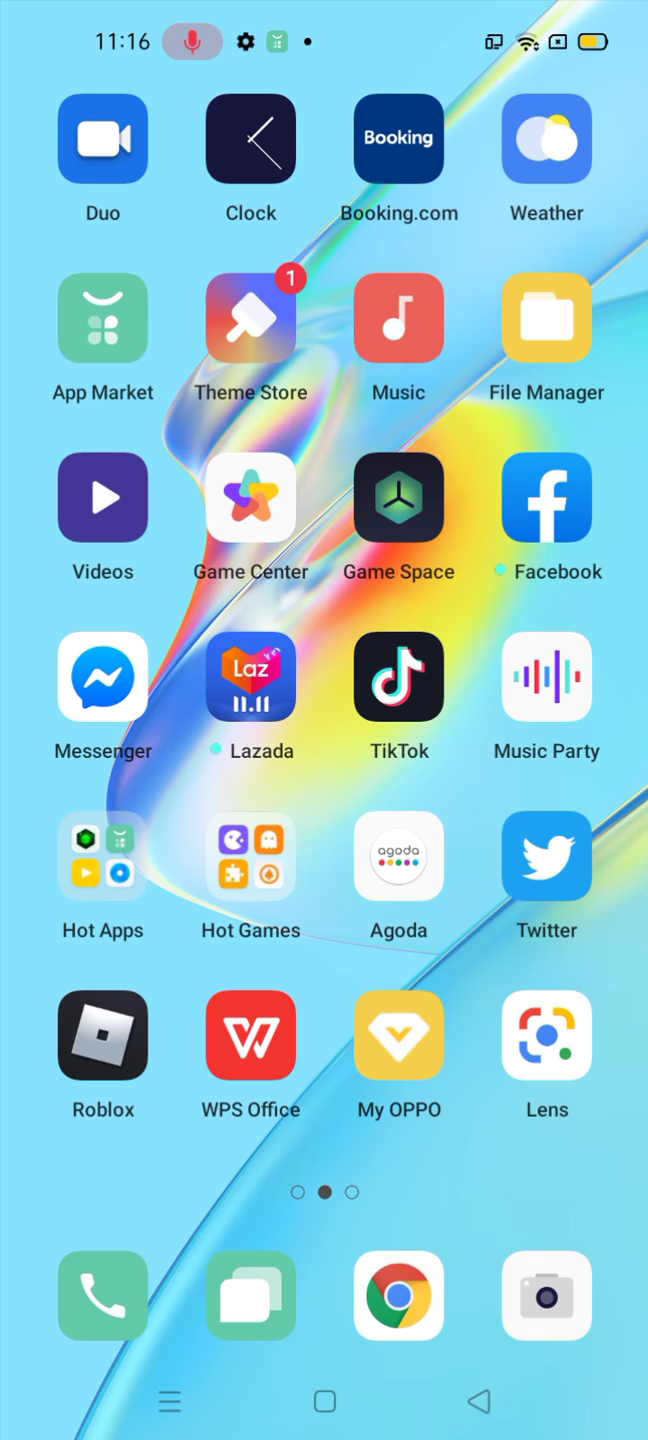 11:16
Booking
Duo
Clock
Booking.com
Weather
1
App Market
Theme Store
Music
File Manager
Videos
Game Center
Game Space
Facebook
Laz
11.11
Messenger
Lazada
TikTok
Music Party
agoda
Hot Apps
Hot Games
Agoda
Twitter
Roblox
WPS Office
My OPPO
Lens